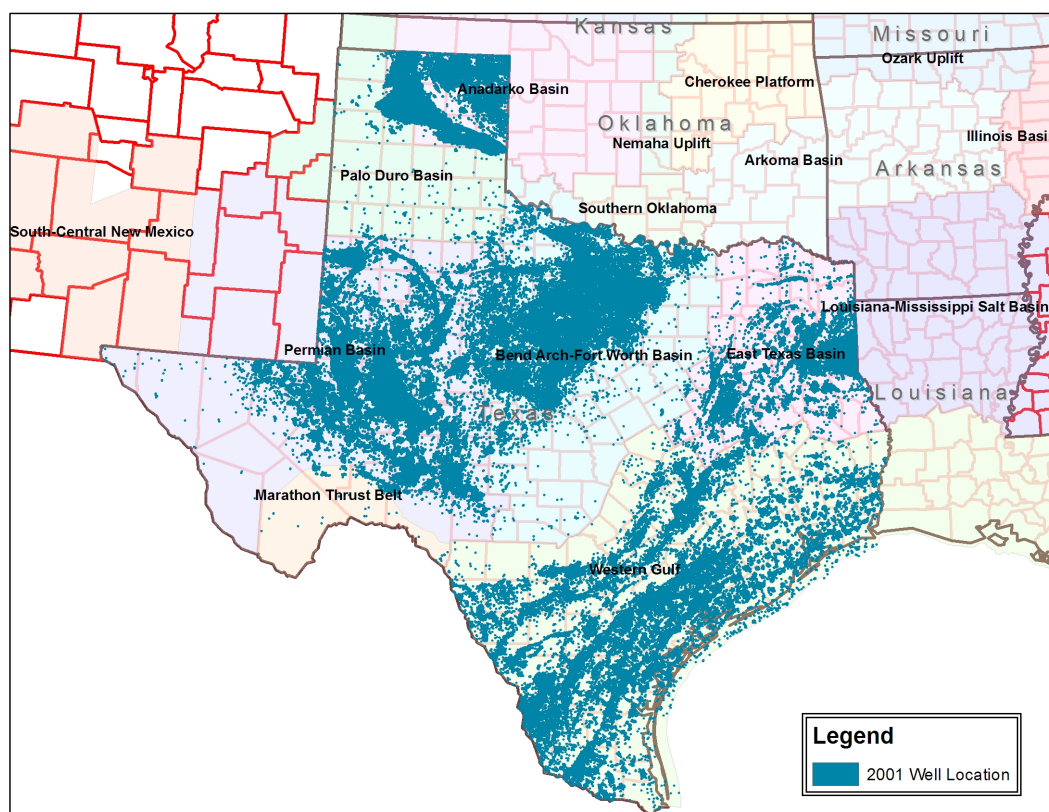 Kansas
Missouri
Ozark Uplift
Anadarko Basin
Cherokee Platform
Oklahoma
Nemaha Uplift
Illinois Basi
Arkoma Basin
Arkansas
Palo Duro Basin
Southern Oklahoma
South-Central New Mexico
Louisiana-Mississippi Salt Basin
Permian Basin
Bend Arch-Fort Worth Basin
East Texas Basin
Louisiana
Texas
Marathon Thrust Belt
Western Gulf
Legend
2001 Well Location